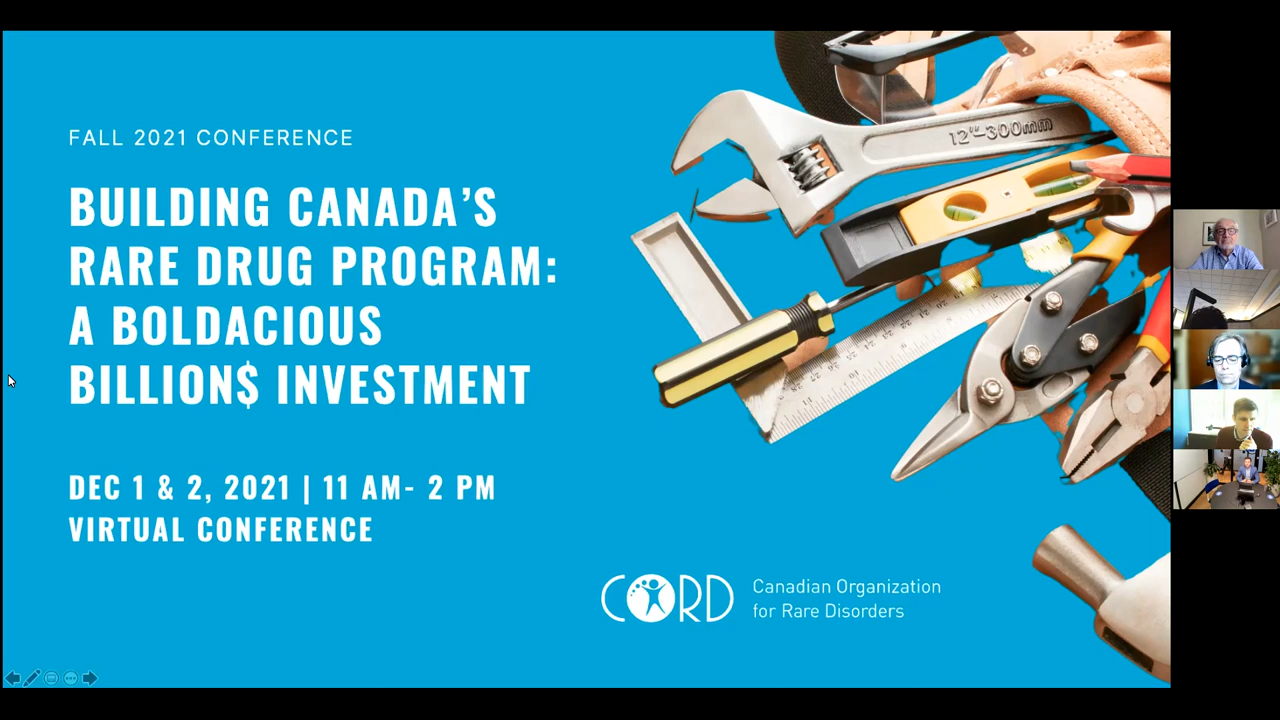 FALL 2021 CONFERENCE
BUILDING CANADA'S
RARE DRUG PROGRAM:
A BOLDACIOUS
BILLION$ INVESTMENT
DEC 1 & 2, 2021 | 11 AM- 2 PM
VIRTUAL CONFERENCE
CORD
Canadian Organization
for Rare Disorders
12"-300mm